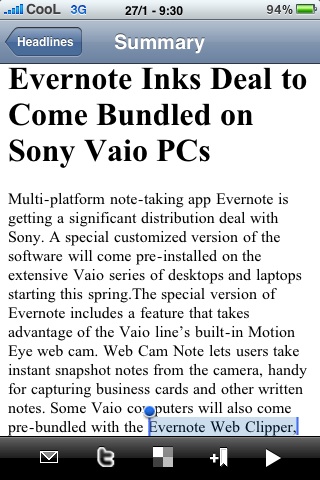 CooL 3G 27/1 - 9:30 94%
Headlines Summary
Evernote Inks Deal to
Come Bundled on
Sony Vaio PCs
Multi-platform note-taking app Evernote is
getting a significant distribution deal with
Sony. A special customized version of the
software will come pre-installed on the
extensive Vaio series of desktops and laptops
starting this spring.The special version of
Evernote includes a feature that takes
advantage of the Vaio line's built-in Motion
Eye web cam. Web Cam Note lets users take
instant snapshot notes from the camera, handy
for capturing business cards and other written
notes. Some Vaio computers will also come
pre-bundled with the Evernote Web Clipper,